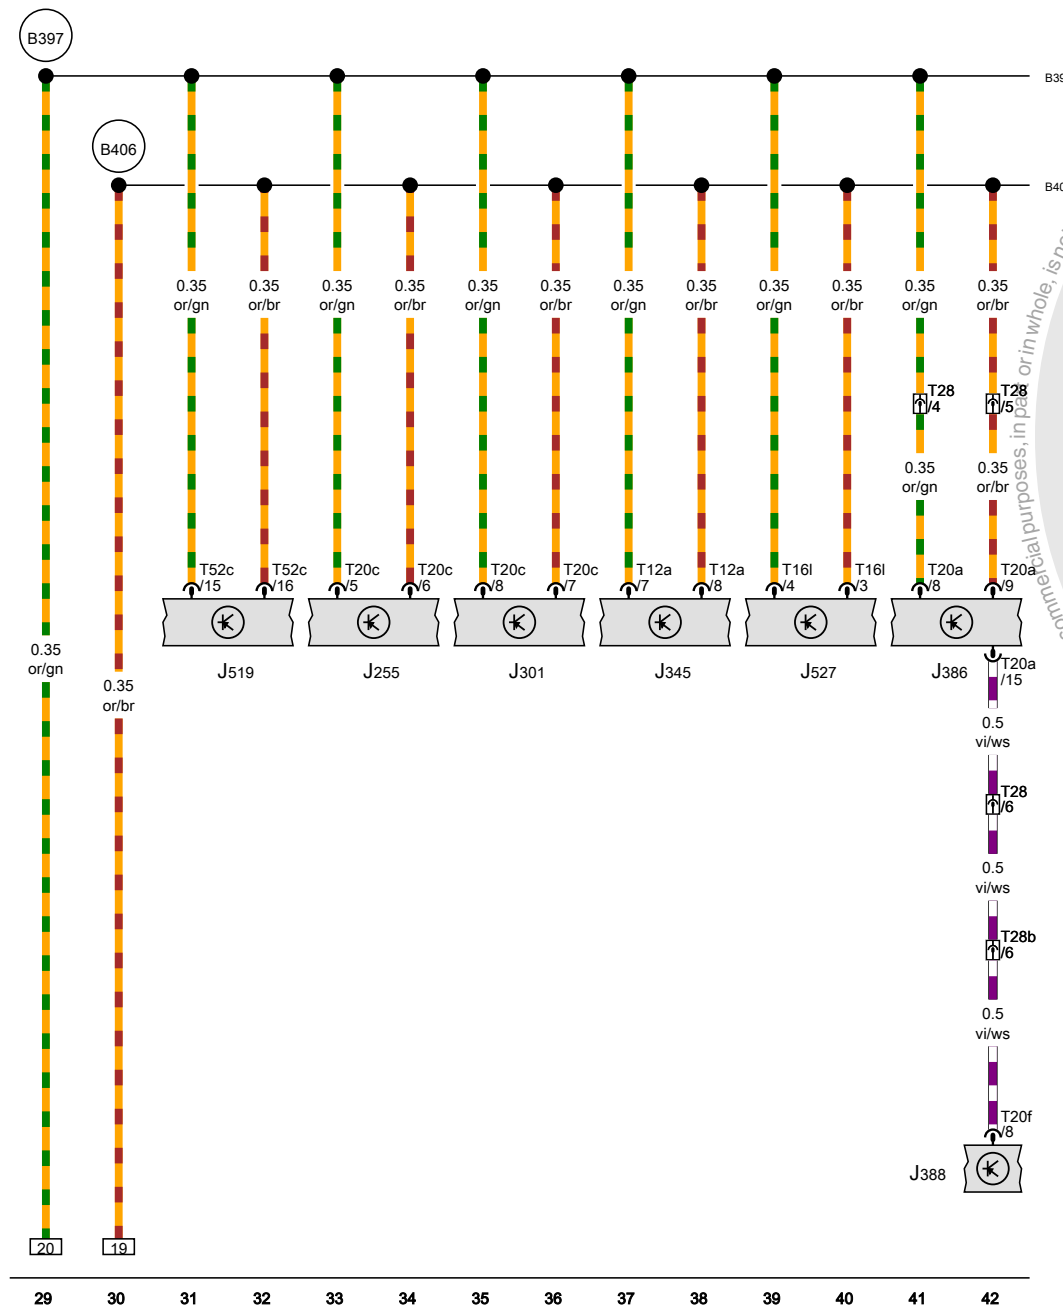 B397
B39
B406
B40
0.35 0.35 0.35 0.35 0.35 0.35 0.35 0.35 0.35 0.35 0.35 0.35
or/gn or/br or/gn or/br or/gn or/br or/gn or/br or/gn or/br or/gn or/br
T28 T28
/4 /5
0.35 0.35
or/gn or/br
T52c T52c T20c T20c T20c T20c T12a T12a T16l T16l T20a T20a
/15 /16 /5 /6 /8 /7 /7 /8 /4 /3 /8 /9
0.35
or/gn
J519 J255 J301 J345 J527 J386
T20a
/15
0.35
or/br
0.5
vi/ws
T28
/6
0.5
vi/ws
T28b
/6
0.5
vi/ws
T20f
/8
J388
20 19
29 30 31 32 33 34 35 36 37 38 39 40 41 42
commercial purposes, in part or in whole, is